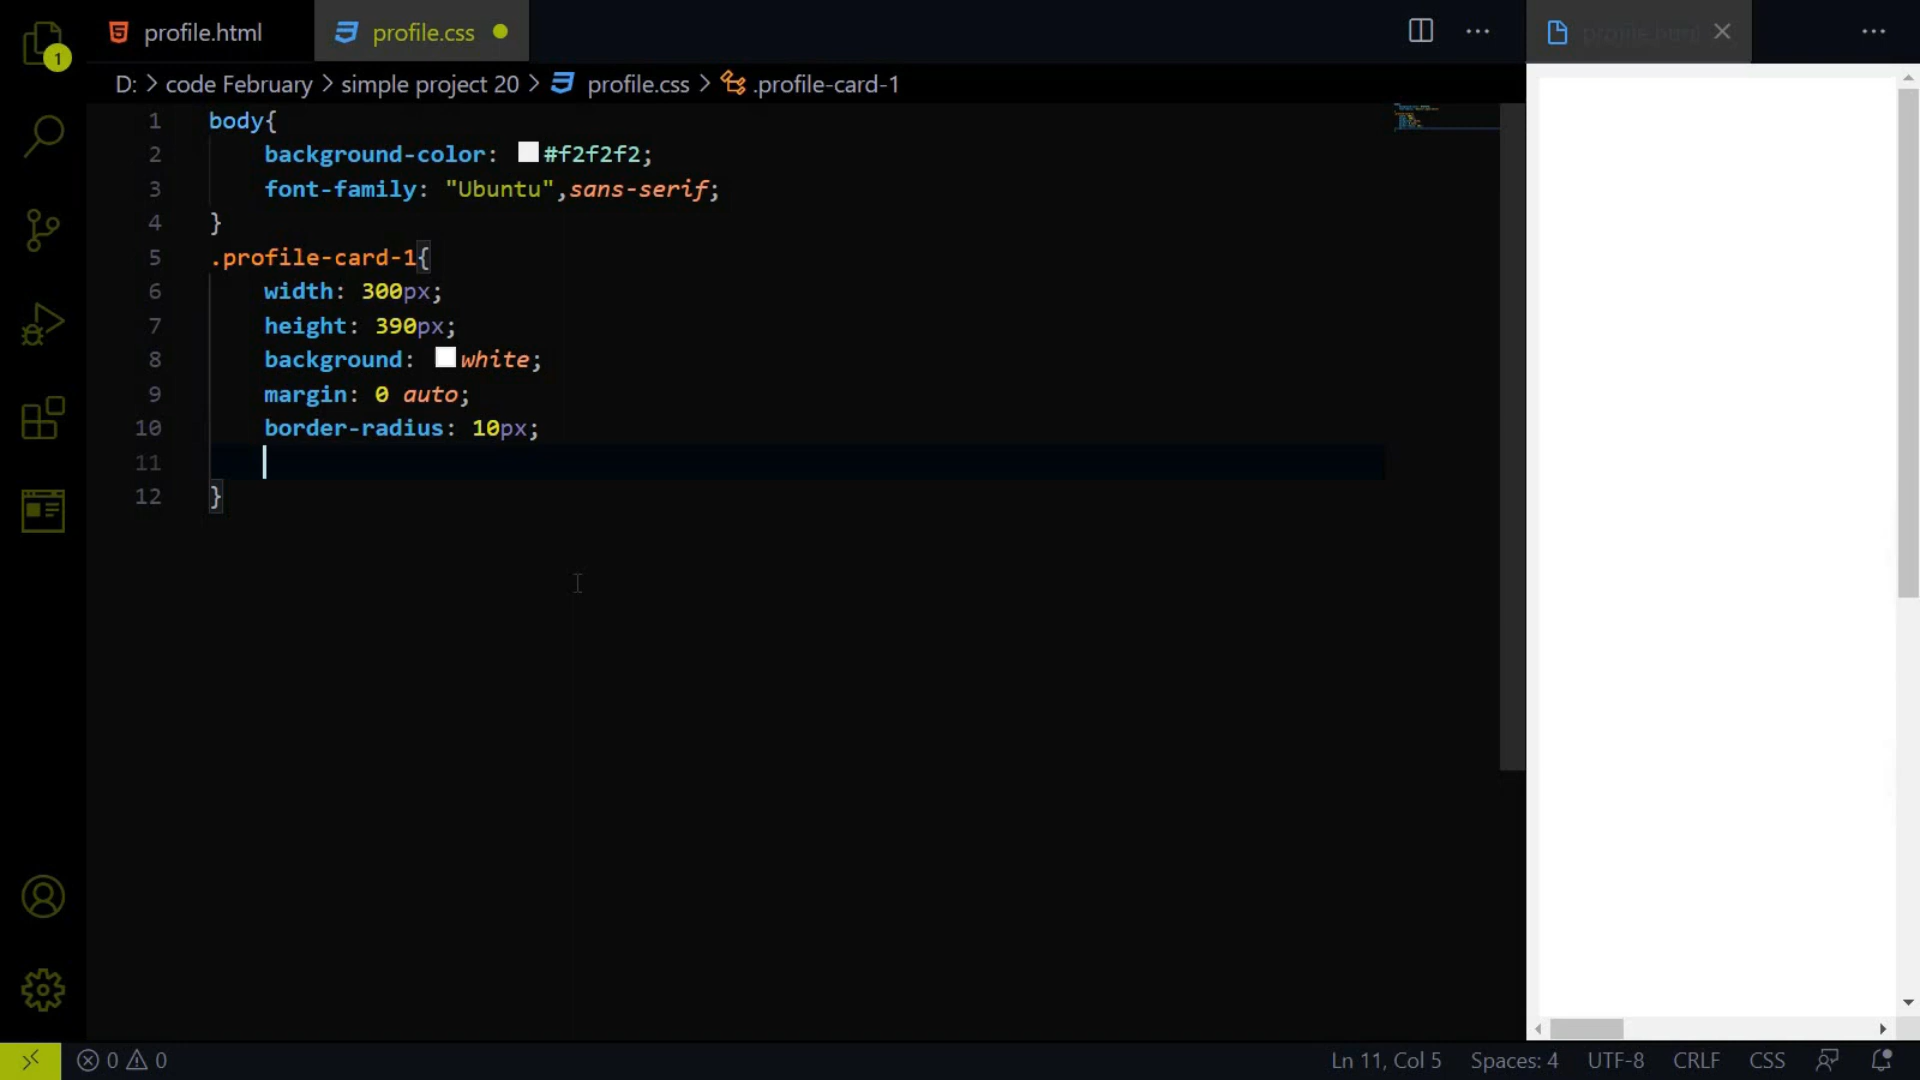 profile.html
profile.css
profile.html
D: > code February > simple project 20 > profile.css > .profile-card-1
1
1 body{
2 background-color: #f2f2f2;
3 font-family: "Ubuntu",sans-serif;
4 }
5 .profile-card-1{
6 width: 300px;
7 height: 390px;
8 background: white;
9 margin: 0 auto;
10 border-radius: 10px;
11
12 }
0 0
Ln 11, Col 5
Spaces: 4
UTF-8
CRLF
CSS